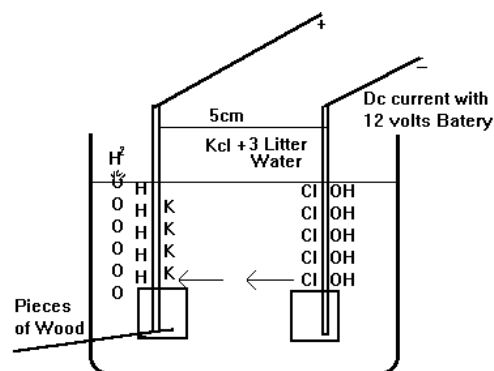 +
−
Dc current with
12 volts Batery
5cm
Kcl + 3 Litter
Water
H2
O
O
O
O
O
O
H
H
H
H
H
K
K
K
K
Cl OH
Cl OH
Cl OH
Cl OH
Cl OH
Pieces
of Wood